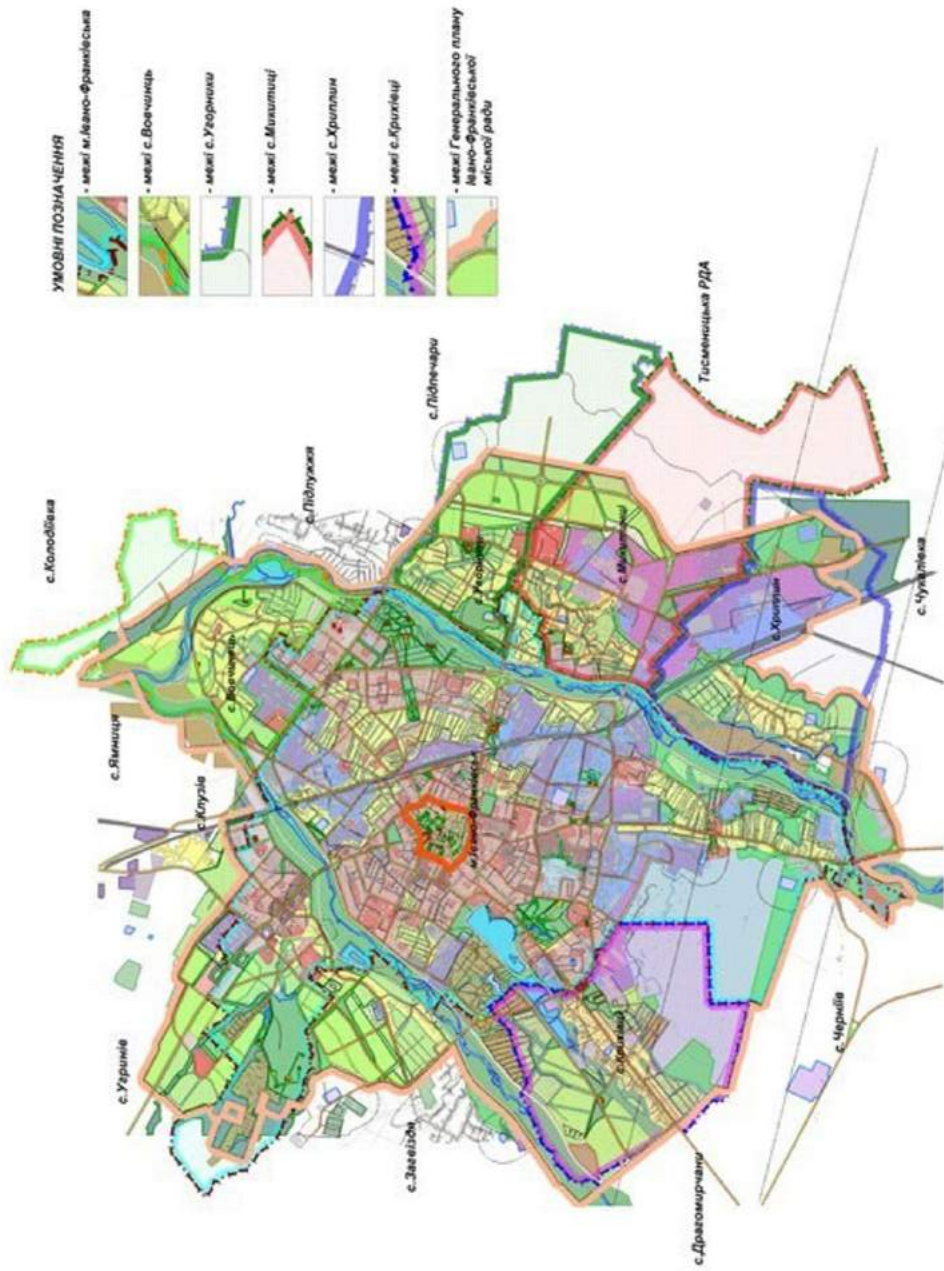 УМОВНІ ПОЗНАЧЕННЯ
- межі м.Івано-Франківська
- межі с.Вовчинць
- межі с.Угорники
- межі с.Микитинці
- межі с.Хриплин
- межі с.Крихівці
- межі Генерального плану
Івано-Франківської
міської ради
с.Колодіївка
с.Ямниця
с.Підлужжя
с.Клузів
с.Вовчинць
с.Підпечари
с.Угринів
с.Угорники
Тисменицька РДА
м.Івано-Франківськ
с.Микитинці
с.Загвіздя
с.Хриплин
с.Чукалівка
с.Крихівці
с.Драгомирчани
с.Черніїв